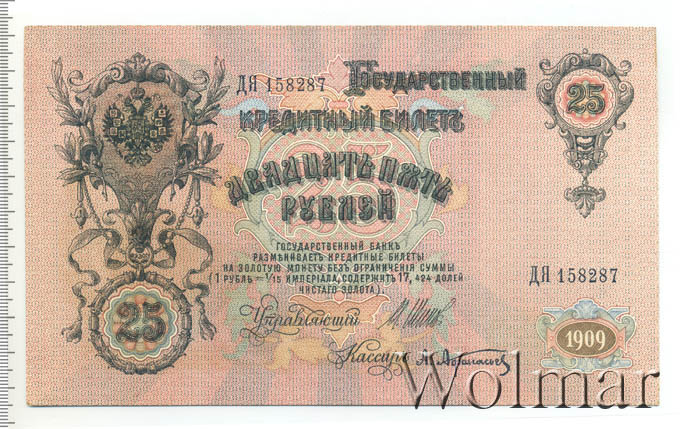 ДЯ 158287
Государственный
25
Кредитный Билетъ
Двадцать пять
рублей
Государственный банкъ
размѣниваетъ кредитные билеты
на золотую монету безъ ограниченія суммы
(1 рубль = 1/15 имперiала, содержитъ 17,424 долей
чистаго золота).
ДЯ 158287
25
Управляющій
1909
Кассиръ
Wolmar